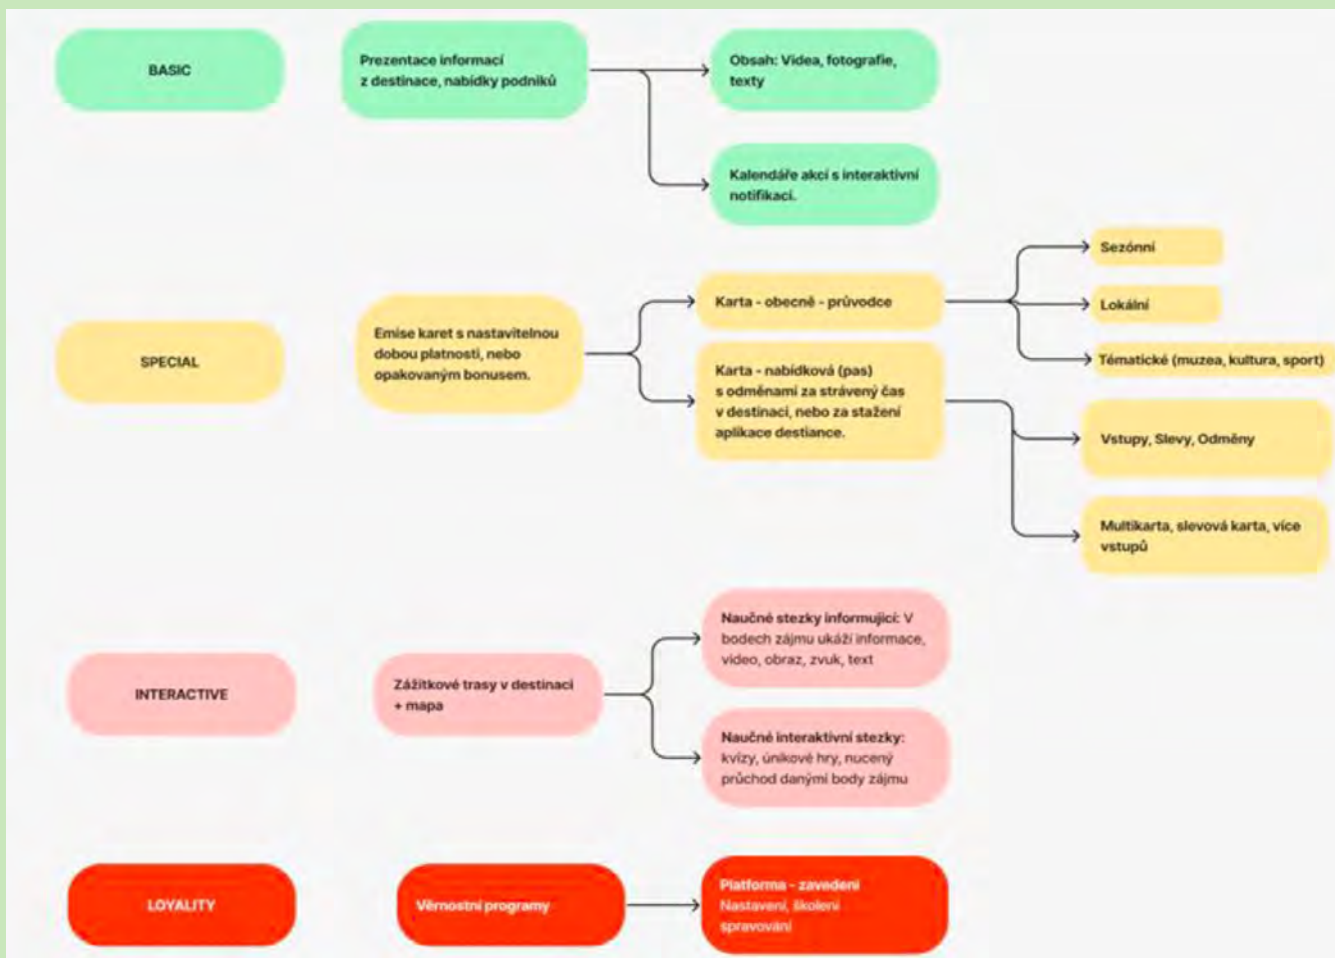 BASIC
Prezentace informací
z destinace, nabídky podniků
Obsah: Videa, fotografie,
texty
Kalendáře akcí s interaktivní
notifikací.
SPECIAL
Emise karet s nastavitelnou
dobou platnosti, nebo
opakovaným bonusem.
Karta - obecně - průvodce
Sezónní
Lokální
Tématické (muzea, kultura, sport)
Karta - nabídková (pas)
s odměnami za strávený čas
v destinaci, nebo za stažení
aplikace destiance.
Vstupy, Slevy, Odměny
Multikarta, slevová karta, více
vstupů
INTERACTIVE
Zážitkové trasy v destinaci
+ mapa
Naučné stezky informující: V
bodech zájmu ukáží informace,
video, obraz, zvuk, text
Naučné interaktivní stezky:
kvízy, únikové hry, nucený
průchod danými body zájmu
LOYALITY
Věrnostní programy
Platforma - zavedení
Nastavení, školení
spravování